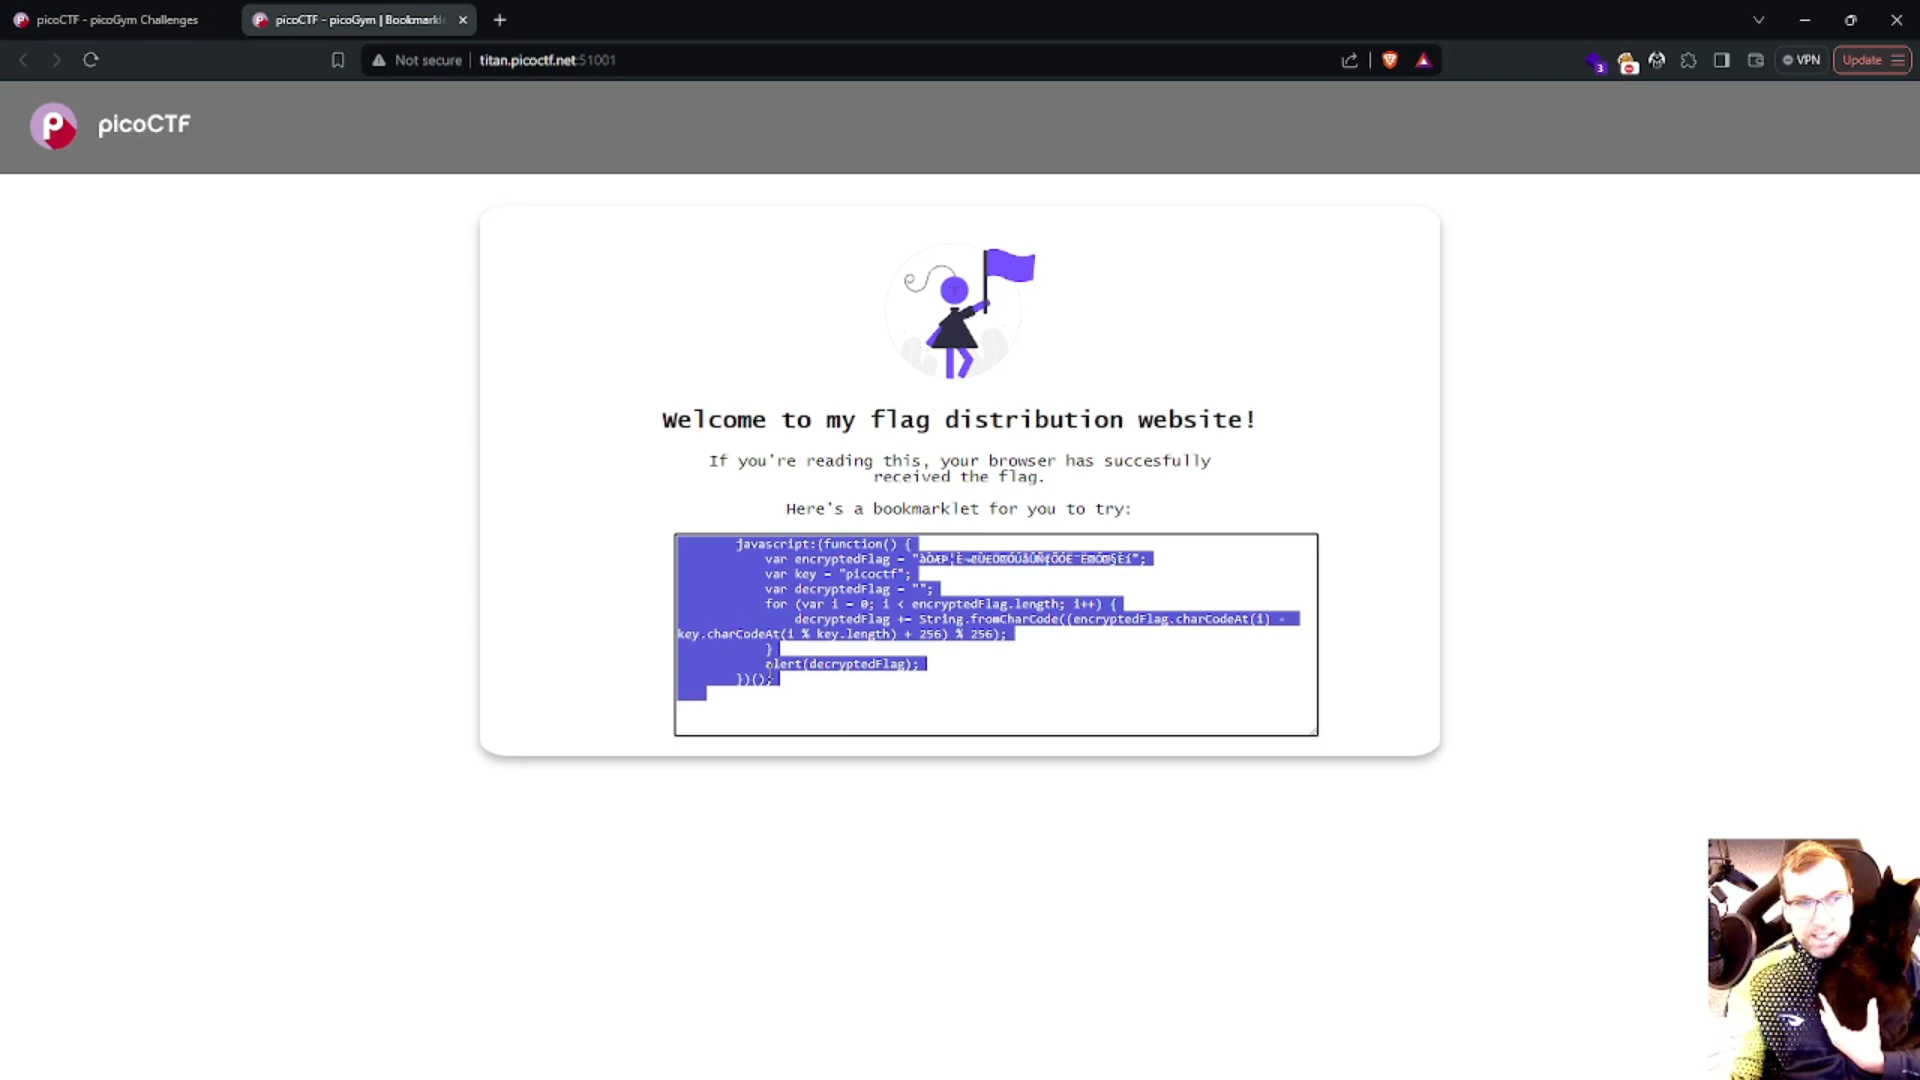 picoCTF - picoGym Challenges
picoCTF - picoGym | Bookmarkl
Not secure
titan.picoctf.net:51001
3
VPN
Update
picoCTF
Welcome to my flag distribution website!
If you're reading this, your browser has succesfully
received the flag.
Here's a bookmarklet for you to try:
javascript:(function() {
var encryptedFlag = "
var key = "picoctf";
var decryptedFlag = "";
for (var i = 0; i < encryptedFlag.length; i++) {
decryptedFlag += String.fromCharCode((encryptedFlag.charCodeAt(i) -
key.charCodeAt(i % key.length) + 256) % 256);
}
alert(decryptedFlag);
})();